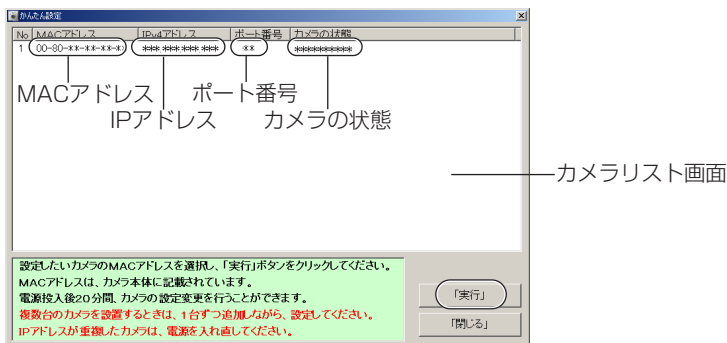 かんたん設定
No MACアドレス IPv4アドレス ポート番号 カメラの状態
1 00-80-**-**-**-** ***.***.***.*** ** **********
MACアドレス ポート番号
IPアドレス カメラの状態
カメラリスト画面
設定したいカメラのMACアドレスを選択し、「実行」ボタンをクリックしてください。
MACアドレスは、カメラ本体に記載されています。
電源投入後20分間、カメラの設定変更を行うことができます。
複数台のカメラを設置するときは、1台ずつ追加しながら、設定してください。
IPアドレスが重複したカメラは、電源を入れ直してください。
「実行」
「閉じる」